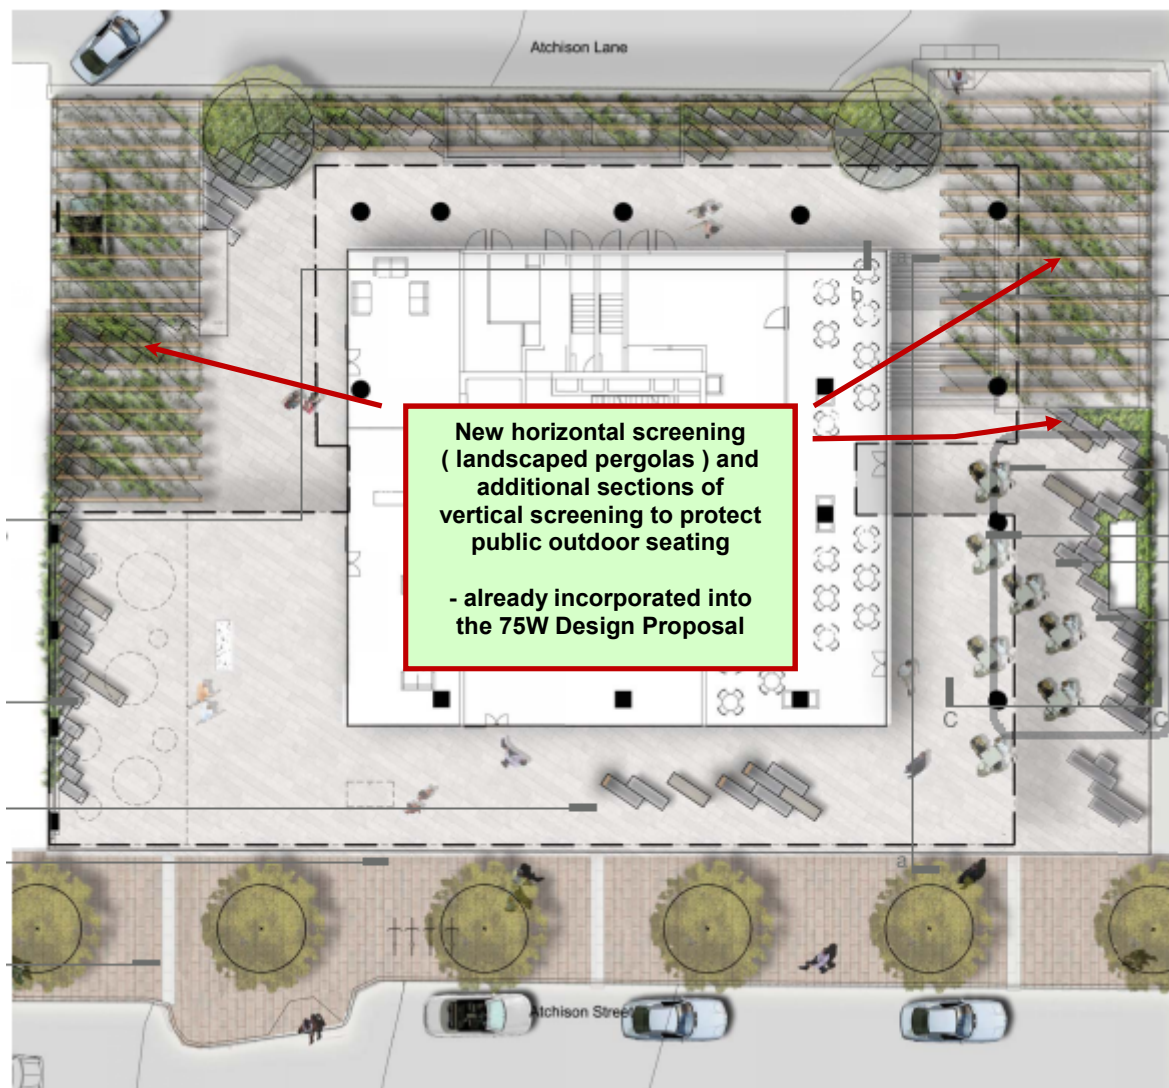 Atchison Lane
a
b
New horizontal screening
( landscaped pergolas ) and
additional sections of
vertical screening to protect
public outdoor seating
- already incorporated into
the 75W Design Proposal
C
C
a
Atchison Street